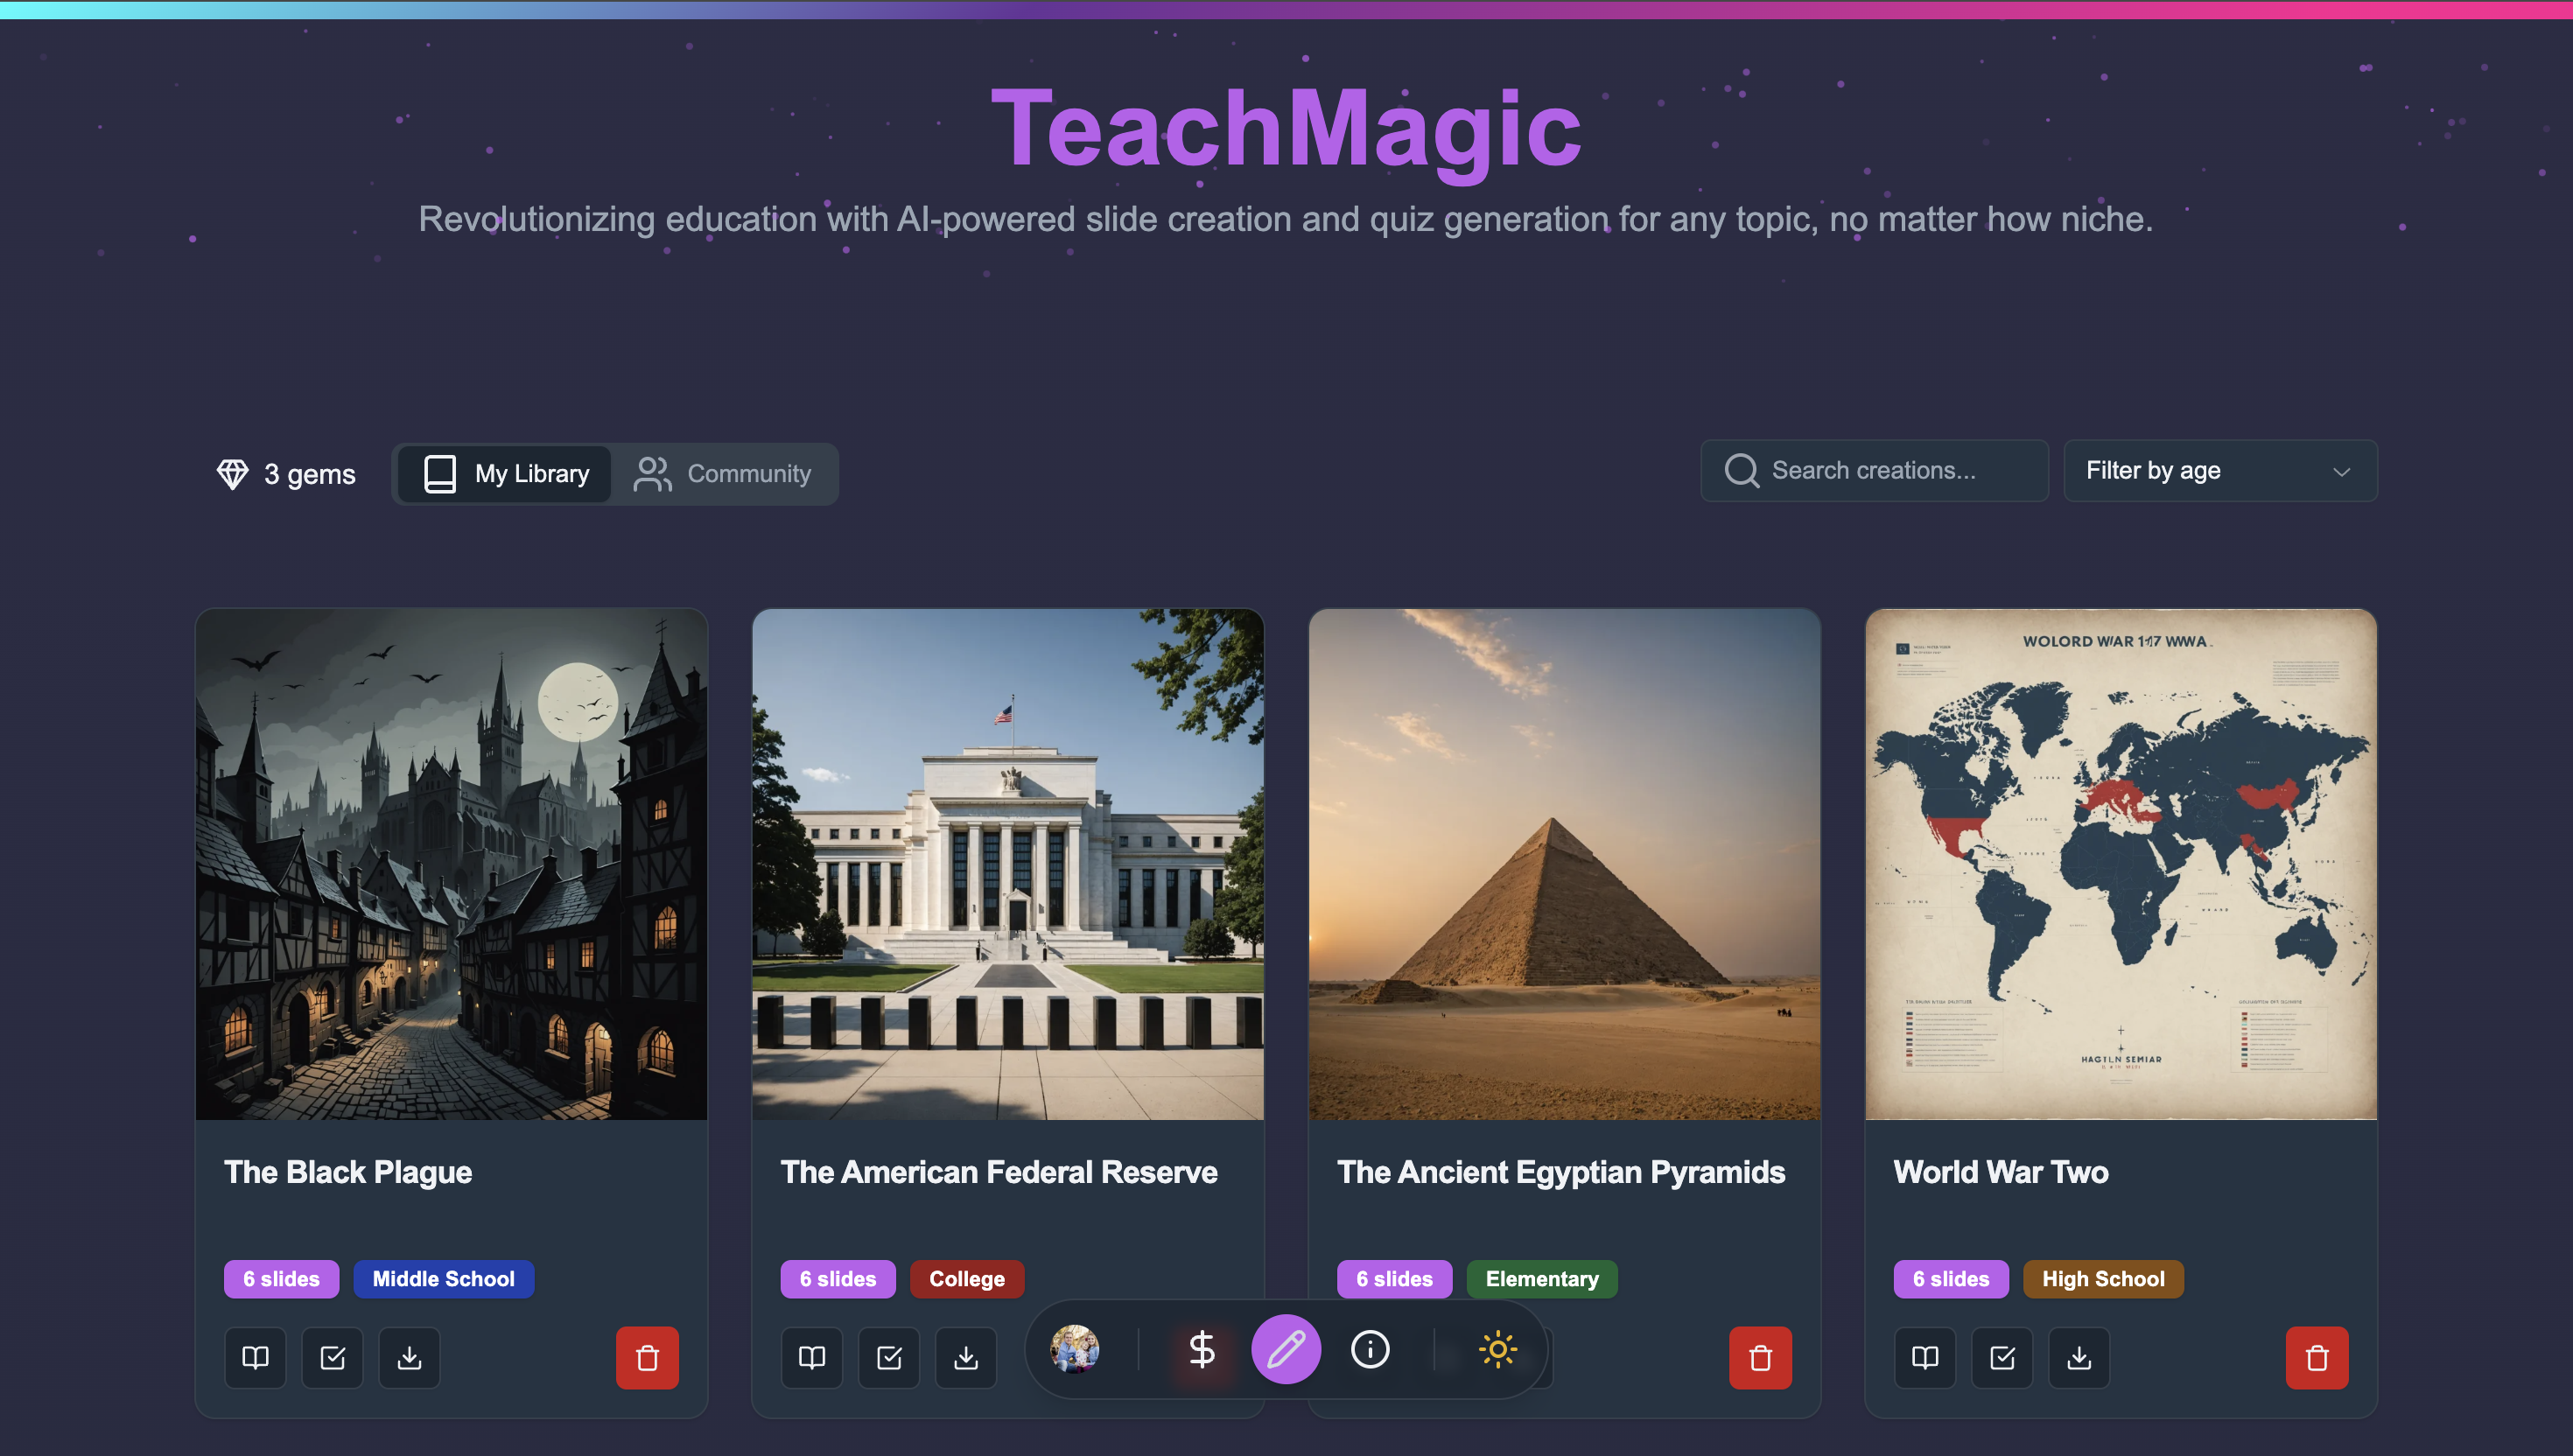 TeachMagic
Revolutionizing education with AI-powered slide creation and quiz generation for any topic, no matter how niche.
3 gems
My Library
Community
Search creations...
Filter by age
WOLORD WAR 117 WWA
HAGTLN SEMIAR
The Black Plague
The American Federal Reserve
The Ancient Egyptian Pyramids
World War Two
6 slides
Middle School
6 slides
College
6 slides
Elementary
6 slides
High School